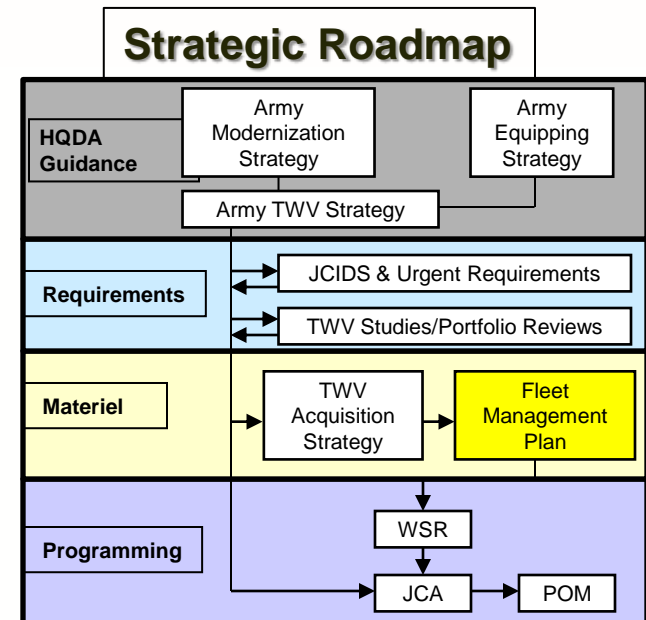 Strategic Roadmap
HQDA
Guidance
Army
Modernization
Strategy
Army
Equipping
Strategy
Army TWV Strategy
Requirements
JCIDS & Urgent Requirements
TWV Studies/Portfolio Reviews
Materiel
TWV
Acquisition
Strategy
Fleet
Management
Plan
Programming
WSR
JCA
POM